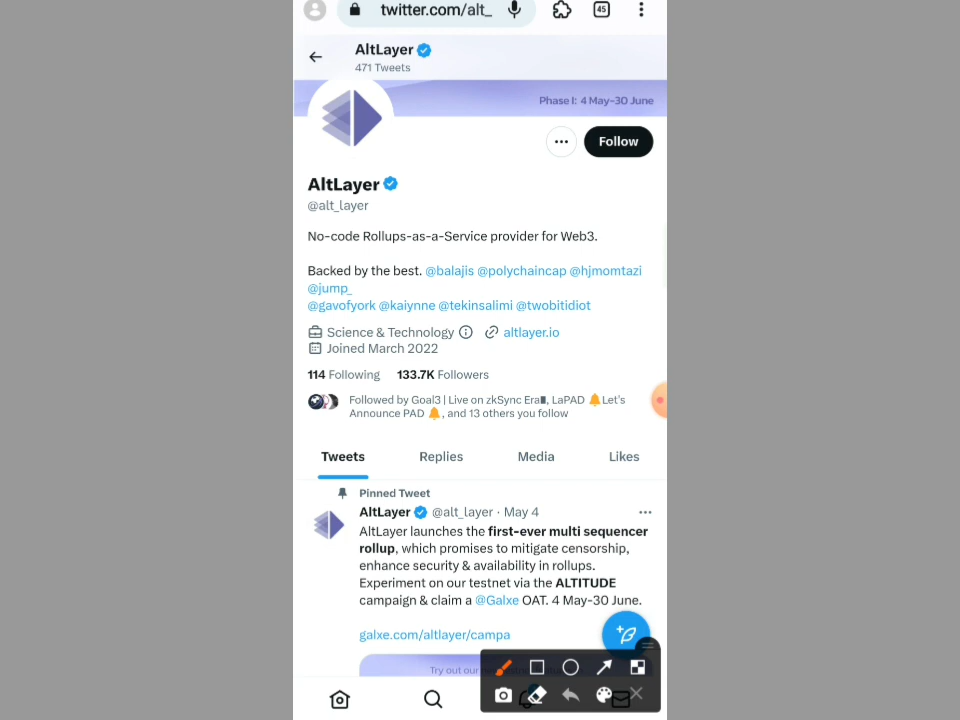 twitter.com/alt_
45
AltLayer
471 Tweets
Phase I: 4 May-30 June
Follow
AltLayer
@alt_layer
No-code Rollups-as-a-Service provider for Web3.
Backed by the best. @balajis @polychaincap @hjmomtazi
@jump_
@gavofyork @kaiynne @tekinsalimi @twobitidiot
Science & Technology altlayer.io
Joined March 2022
114 Following 133.7K Followers
Followed by Goal3 | Live on zkSync Era∎, LaPAD 🔔Let's
Announce PAD 🔔, and 13 others you follow
Tweets Replies Media Likes
Pinned Tweet
AltLayer @alt_layer · May 4
AltLayer launches the first-ever multi sequencer
rollup, which promises to mitigate censorship,
enhance security & availability in rollups.
Experiment on our testnet via the ALTITUDE
campaign & claim a @Galxe OAT. 4 May-30 June.
galxe.com/altlayer/campa
Try out our